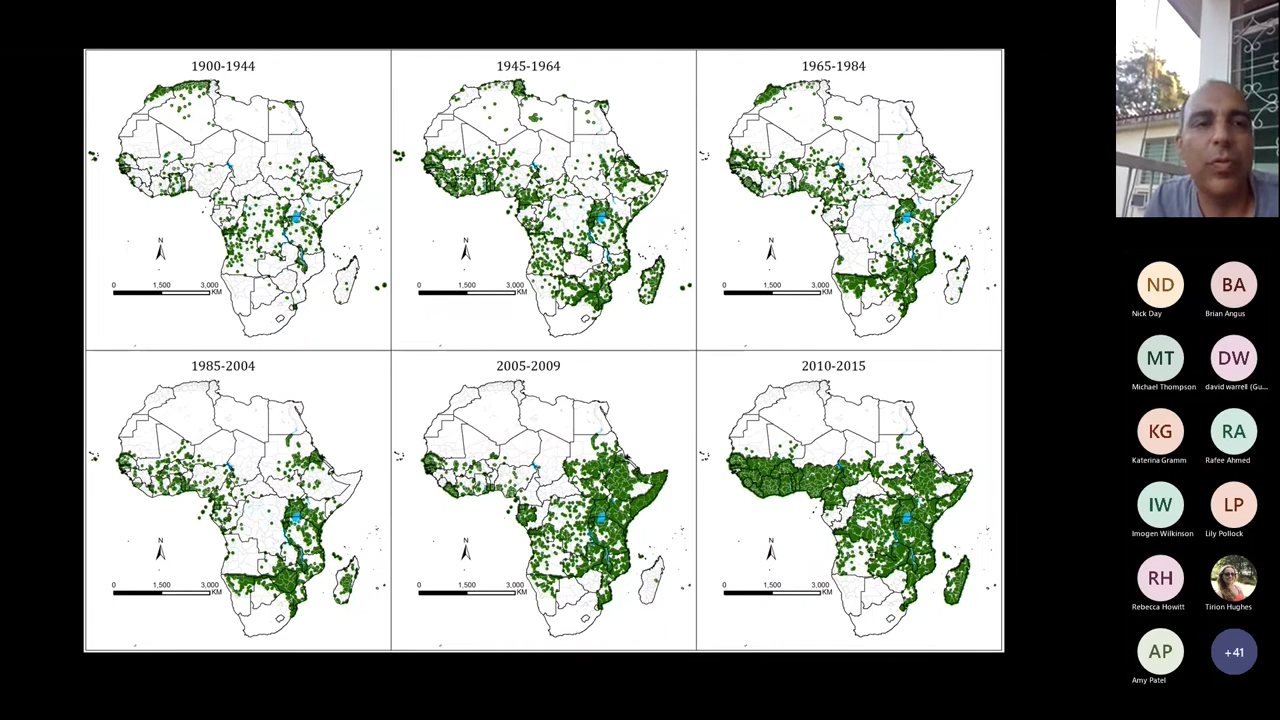 1900-1944
1945-1964
1965-1984
N
0 1,500 3,000
KM
N
0 1,500 3,000
KM
N
0 1,500 3,000
KM
1985-2004
2005-2009
2010-2015
N
0 1,500 3,000
KM
N
0 1,500 3,000
KM
N
0 1,500 3,000
KM
ND
Nick Day
BA
Brian Angus
MT
Michael Thompson
DW
david warrell (Gu...
KG
Katerina Gramm
RA
Rafee Ahmed
IW
Imogen Wilkinson
LP
Lily Pollock
RH
Rebecca Howitt
Tirion Hughes
AP
Amy Patel
+41